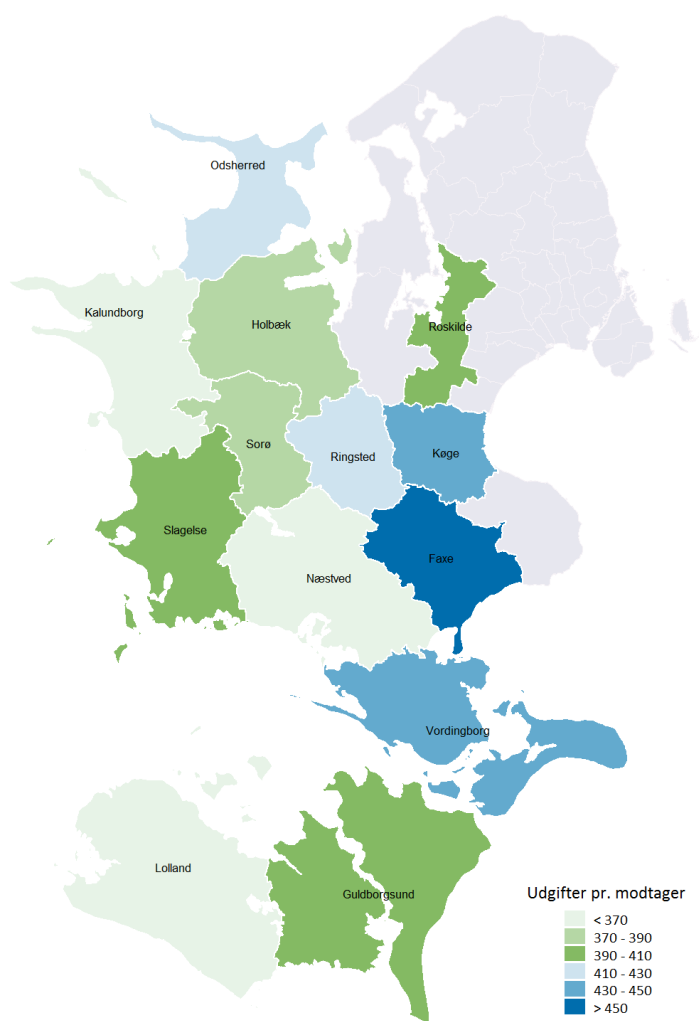 Odsherred
Kalundborg
Holbæk
Roskilde
Sorø
Ringsted
Køge
Slagelse
Faxe
Næstved
Vordingborg
Lolland
Guldborgsund
Udgifter pr. modtager
< 370
370 - 390
390 - 410
410 - 430
430 - 450
> 450